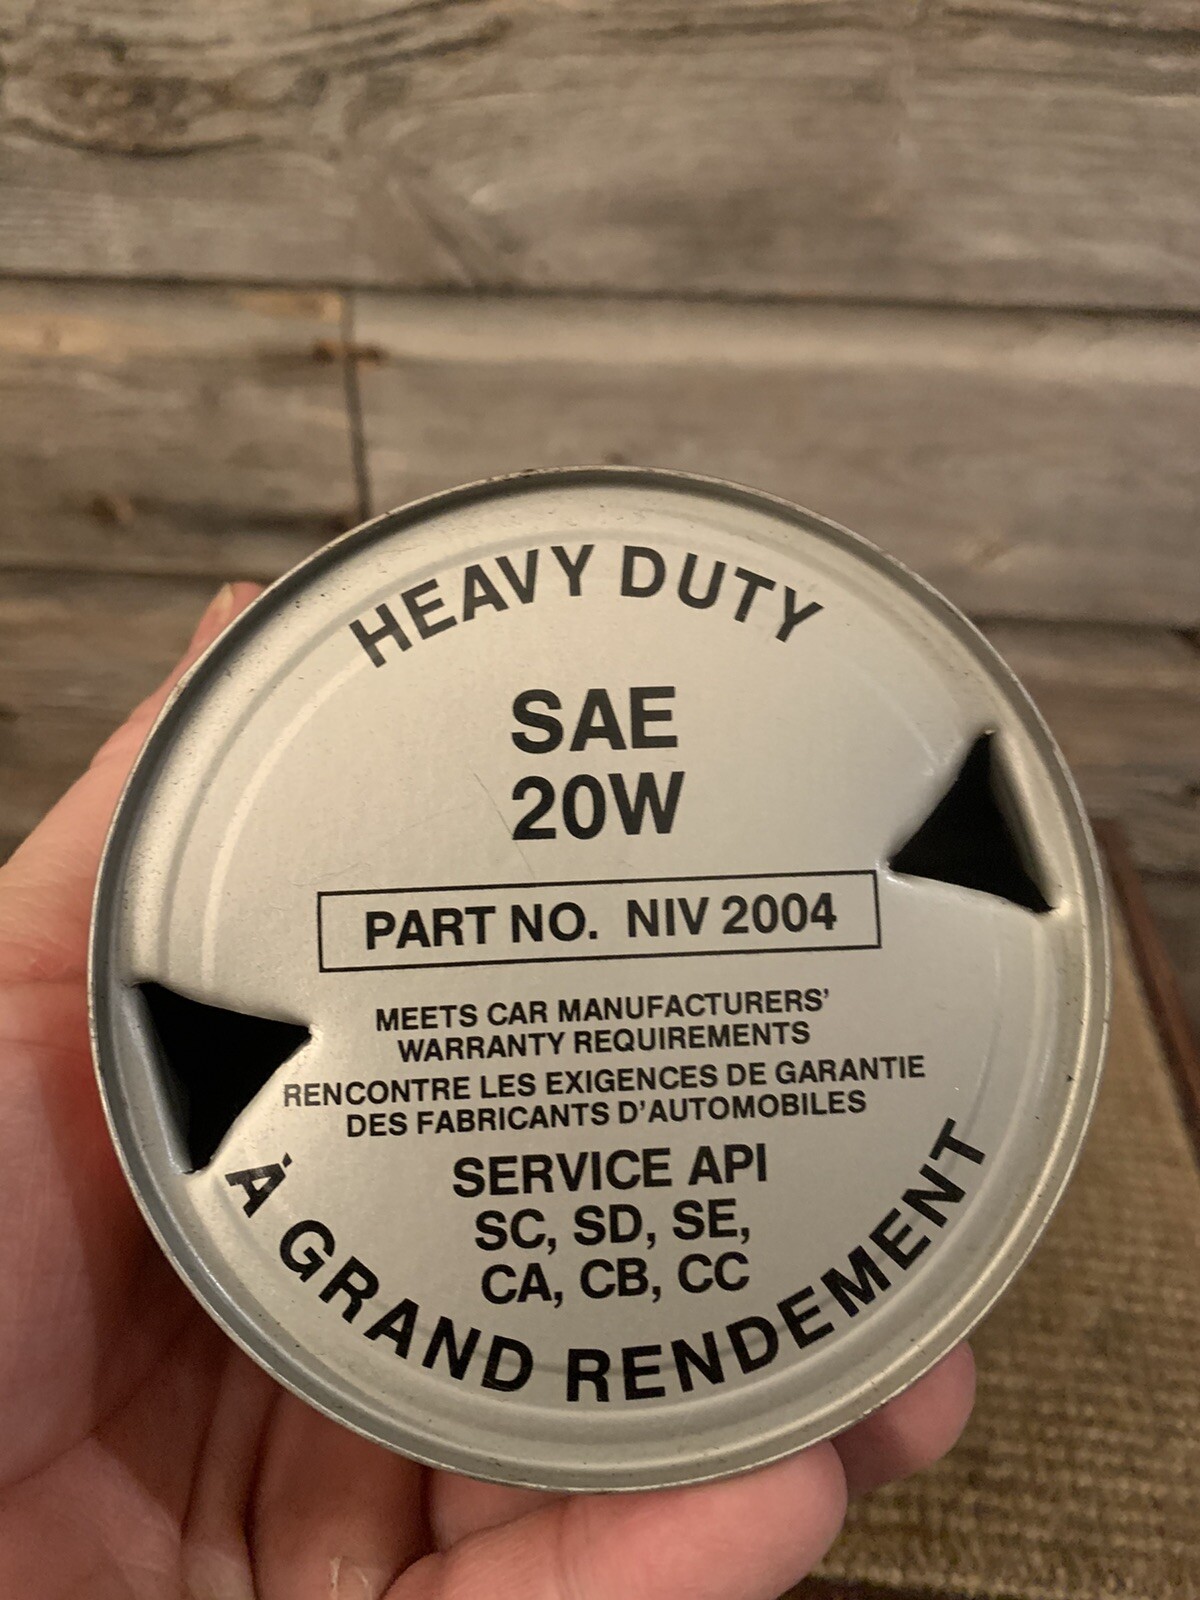 HEAVY DUTY
SAE
20W
PART NO. NIV 2004
MEETS CAR MANUFACTURERS'
WARRANTY REQUIREMENTS
RENCONTRE LES EXIGENCES DE GARANTIE
DES FABRICANTS D'AUTOMOBILES
SERVICE API
SC, SD, SE,
CA, CB, CC
À GRAND RENDEMENT